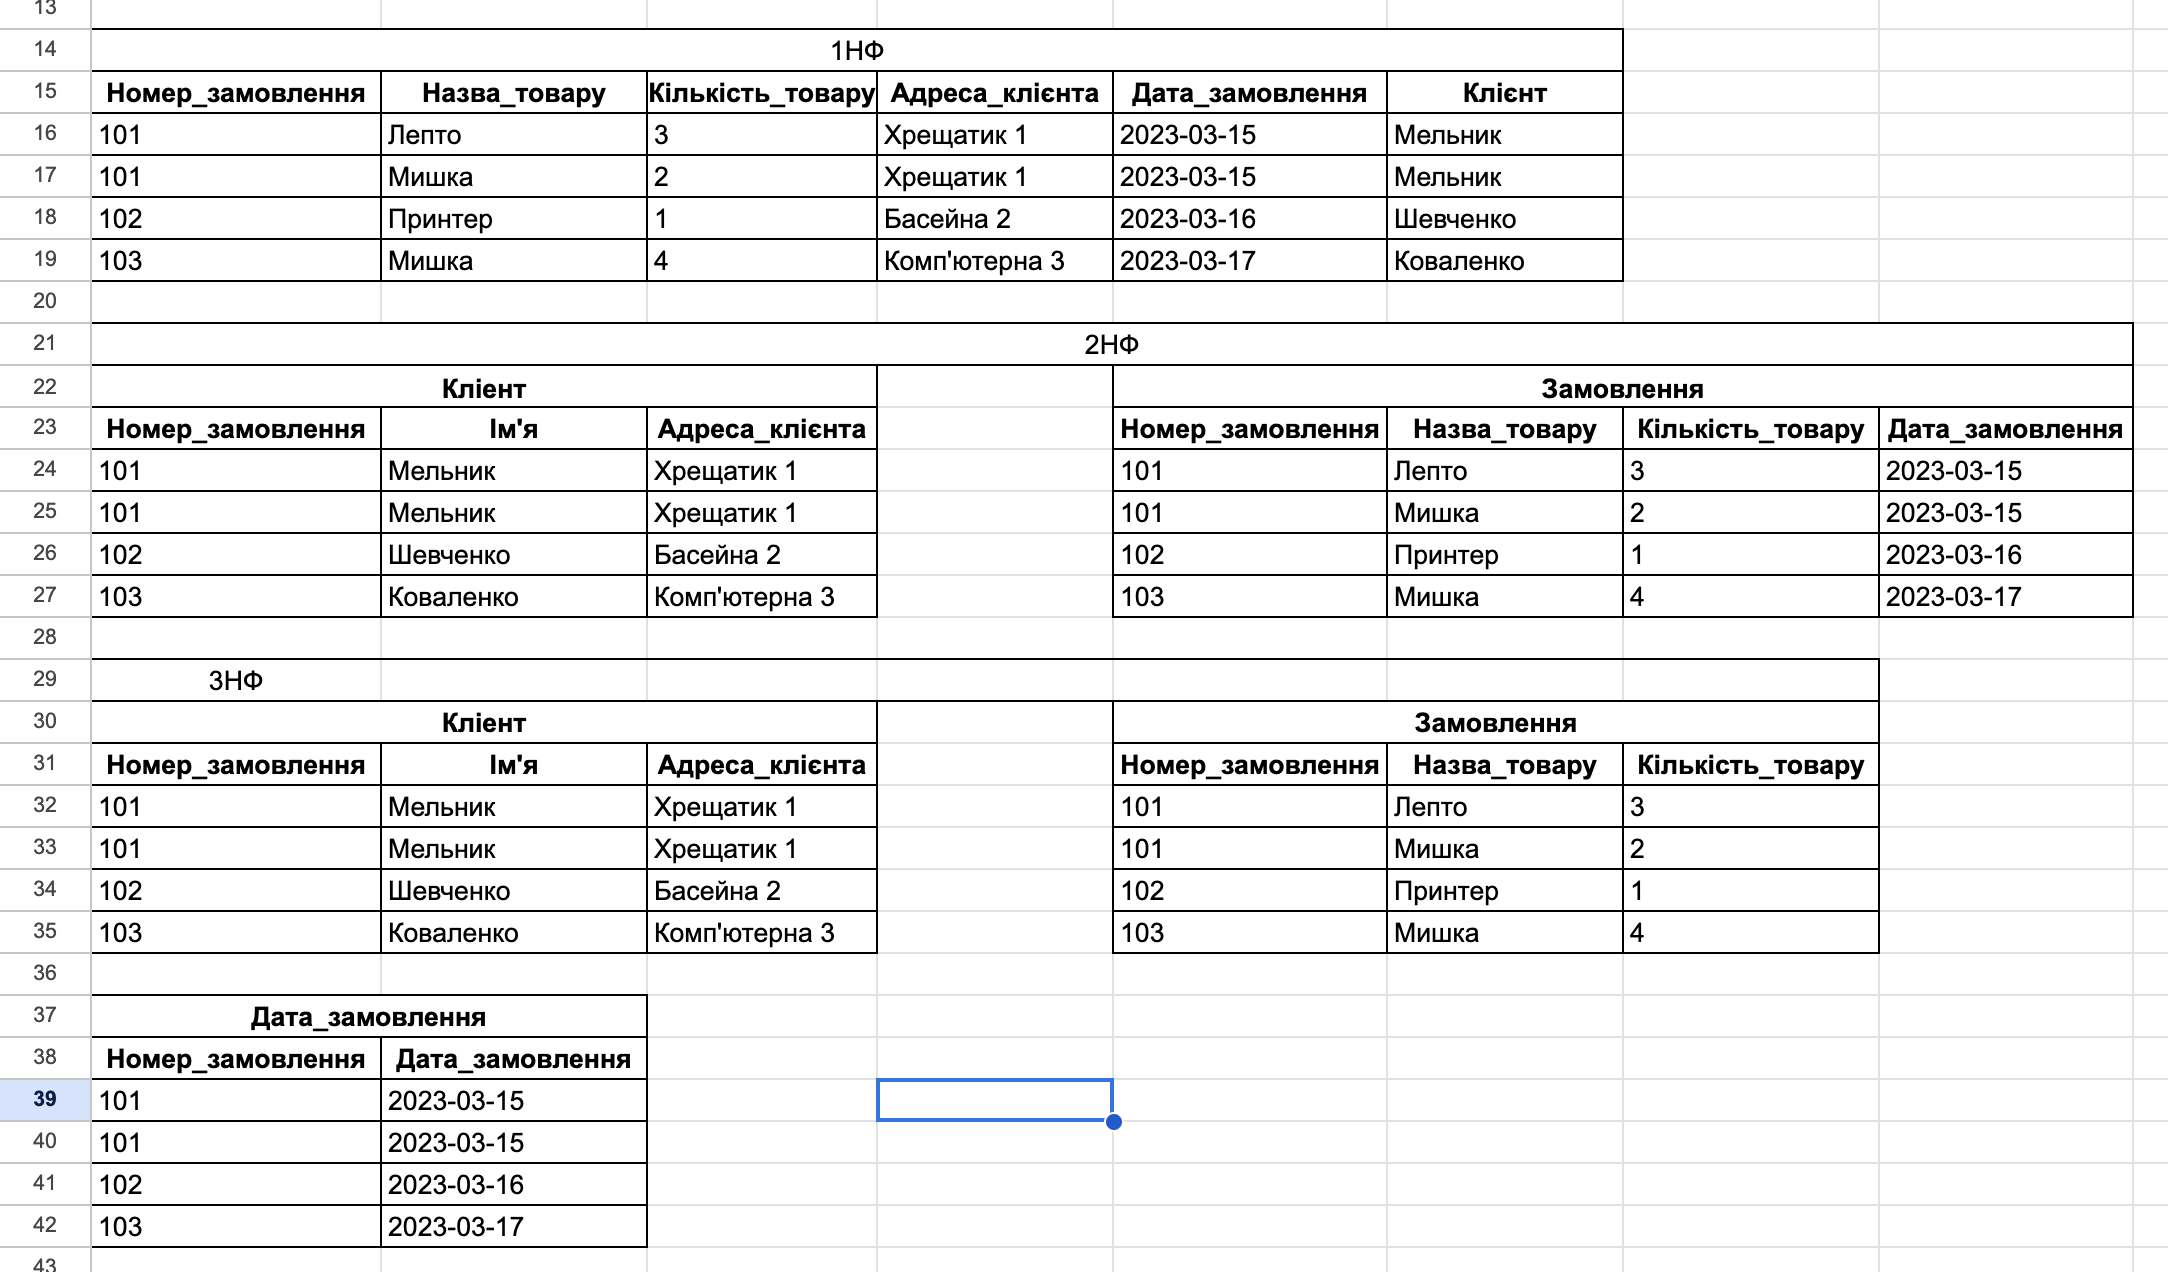 13
14 1НФ
15 Номер_замовлення Назва_товару Кількість_товару Адреса_клієнта Дата_замовлення Клієнт
16 101 Лепто 3 Хрещатик 1 2023-03-15 Мельник
17 101 Мишка 2 Хрещатик 1 2023-03-15 Мельник
18 102 Принтер 1 Басейна 2 2023-03-16 Шевченко
19 103 Мишка 4 Комп'ютерна 3 2023-03-17 Коваленко
20
21 2НФ
22 Клієнт Замовлення
23 Номер_замовлення Ім'я Адреса_клієнта Номер_замовлення Назва_товару Кількість_товару Дата_замовлення
24 101 Мельник Хрещатик 1 101 Лепто 3 2023-03-15
25 101 Мельник Хрещатик 1 101 Мишка 2 2023-03-15
26 102 Шевченко Басейна 2 102 Принтер 1 2023-03-16
27 103 Коваленко Комп'ютерна 3 103 Мишка 4 2023-03-17
28
29 3НФ
30 Клієнт Замовлення
31 Номер_замовлення Ім'я Адреса_клієнта Номер_замовлення Назва_товару Кількість_товару
32 101 Мельник Хрещатик 1 101 Лепто 3
33 101 Мельник Хрещатик 1 101 Мишка 2
34 102 Шевченко Басейна 2 102 Принтер 1
35 103 Коваленко Комп'ютерна 3 103 Мишка 4
36
37 Дата_замовлення
38 Номер_замовлення Дата_замовлення
39 101 2023-03-15
40 101 2023-03-15
41 102 2023-03-16
42 103 2023-03-17
43